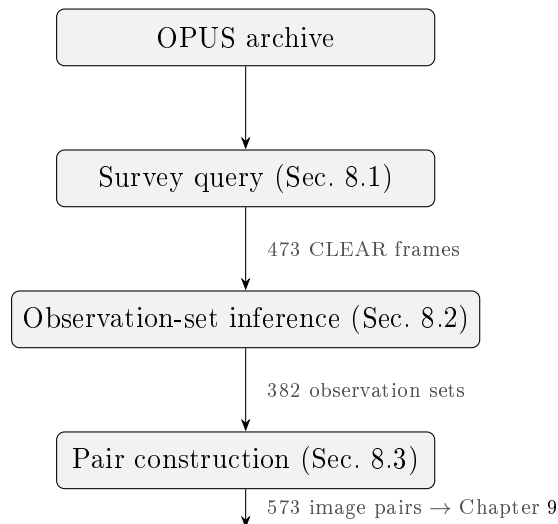 OPUS archive
Survey query (Sec. 8.1)
473 CLEAR frames
Observation-set inference (Sec. 8.2)
382 observation sets
Pair construction (Sec. 8.3)
573 image pairs → Chapter 9